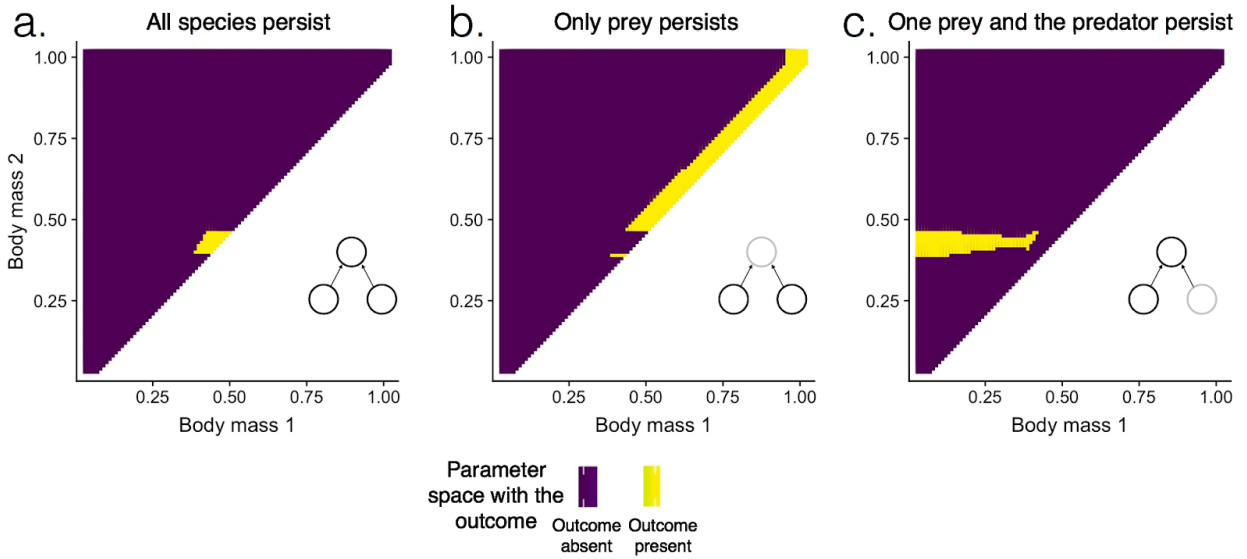 a.
All species persist
b.
Only prey persists
c.
One prey and the predator persist
Body mass 2
1.00
0.75
0.50
0.25
0.25
0.50
0.75
1.00
Body mass 1
1.00
0.75
0.50
0.25
0.25
0.50
0.75
1.00
Body mass 1
1.00
0.75
0.50
0.25
0.25
0.50
0.75
1.00
Body mass 1
Parameter
space with the
outcome
Outcome
absent
Outcome
present